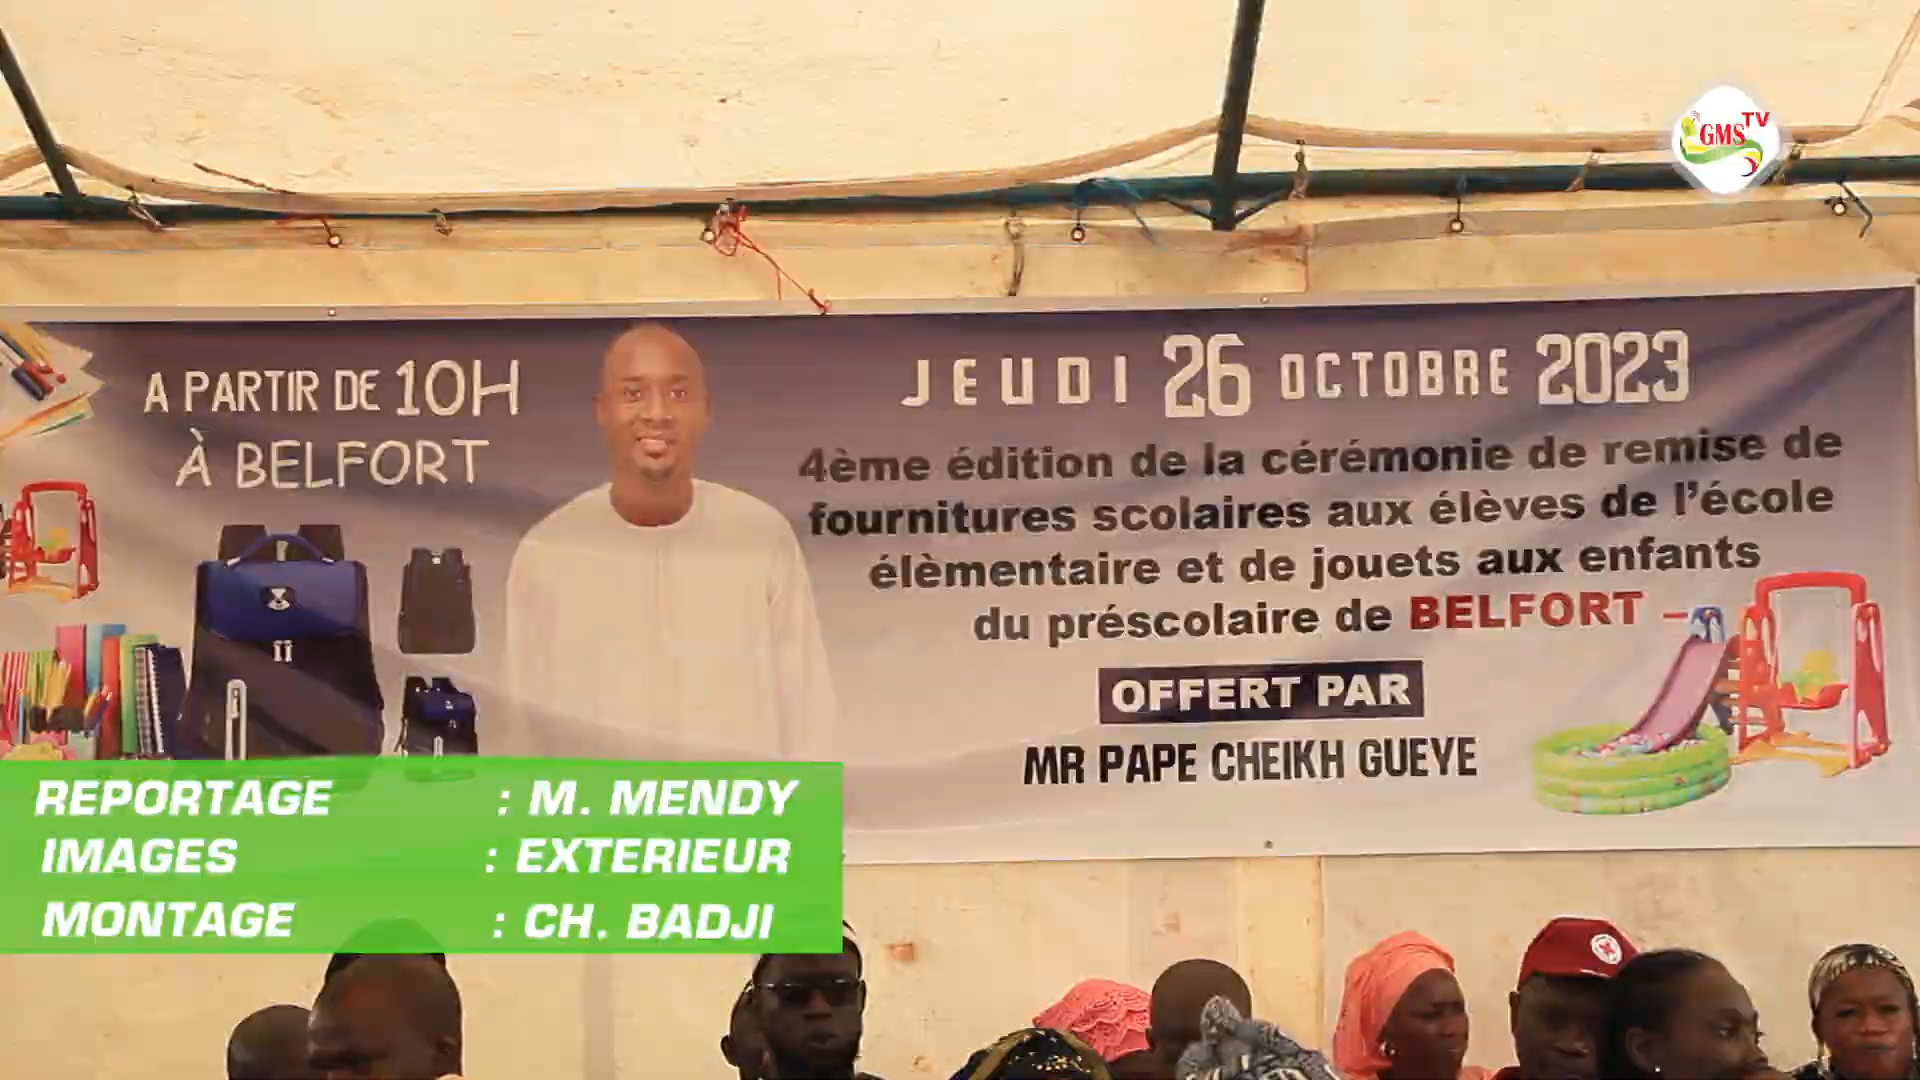 GMS TV
A PARTIR DE 10H
À BELFORT
JEUDI 26 OCTOBRE 2023
4ème édition de la cérémonie de remise de
fournitures scolaires aux élèves de l'école
élèmentaire et de jouets aux enfants
du préscolaire de BELFORT –
OFFERT PAR
MR PAPE CHEIKH GUEYE
REPORTAGE : M. MENDY
IMAGES : EXTERIEUR
MONTAGE : CH. BADJI